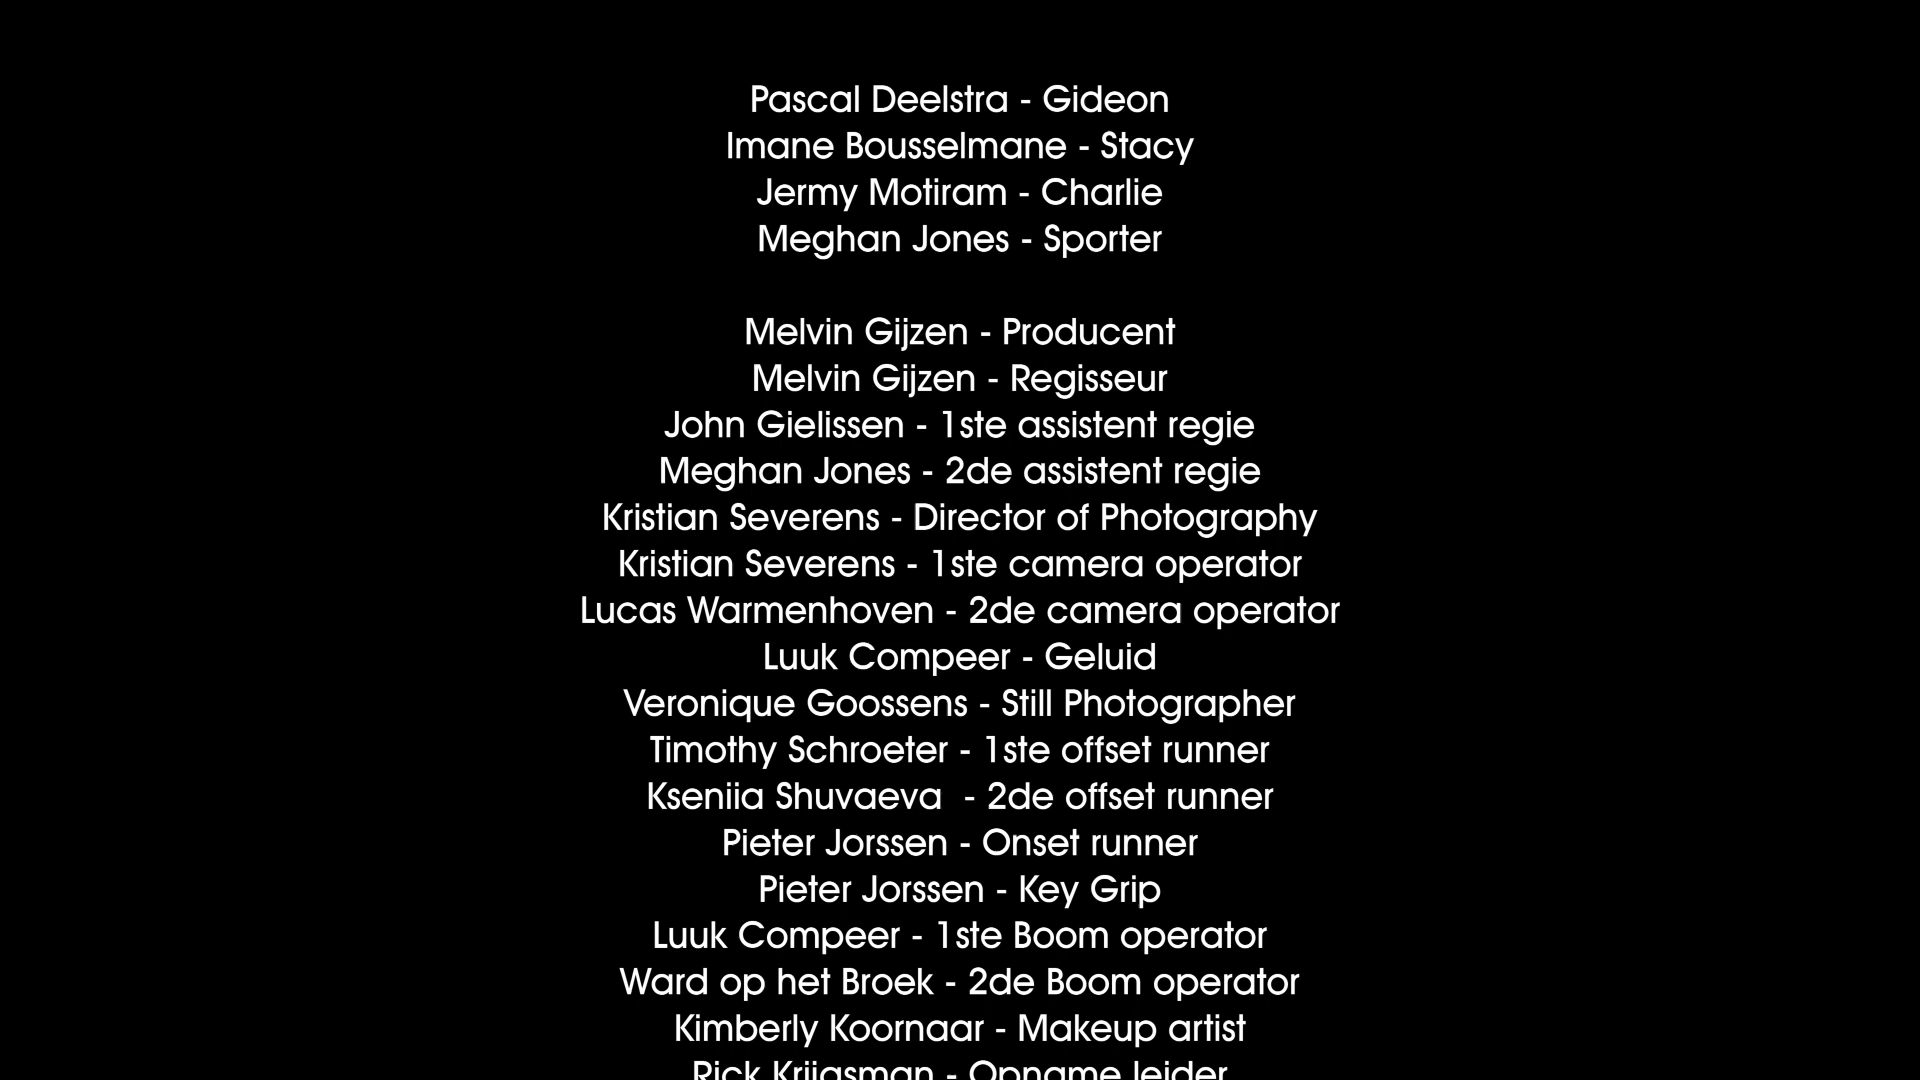 Pascal Deelstra - Gideon
Imane Bousselmane - Stacy
Jermy Motiram - Charlie
Meghan Jones - Sporter
Melvin Gijzen - Producent
Melvin Gijzen - Regisseur
John Gielissen - 1ste assistent regie
Meghan Jones - 2de assistent regie
Kristian Severens - Director of Photography
Kristian Severens - 1ste camera operator
Lucas Warmenhoven - 2de camera operator
Luuk Compeer - Geluid
Veronique Goossens - Still Photographer
Timothy Schroeter - 1ste offset runner
Kseniia Shuvaeva  - 2de offset runner
Pieter Jorssen - Onset runner
Pieter Jorssen - Key Grip
Luuk Compeer - 1ste Boom operator
Ward op het Broek - 2de Boom operator
Kimberly Koornaar - Makeup artist
Rick Krijgsman - Opname leider